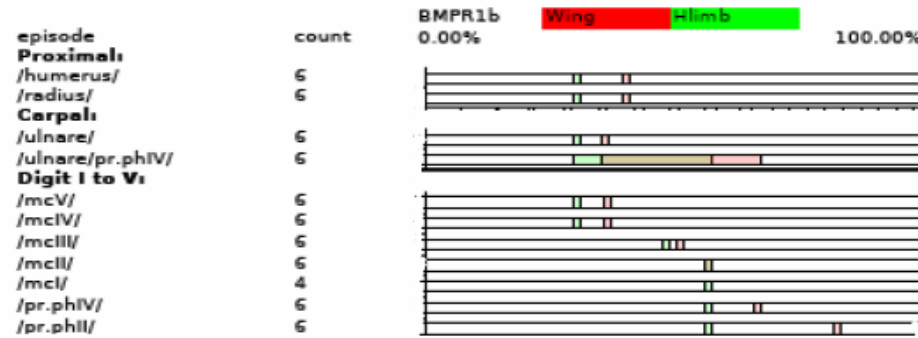 BMPR1b Wing Hlimb
episode count 0.00% 100.00%
Proximal:
/humerus/ 6
/radius/ 6
Carpal:
/ulnare/ 6
/ulnare/pr.phIV/ 6
Digit I to V:
/mcV/ 6
/mcIV/ 6
/mcIII/ 6
/mcII/ 6
/mcI/ 4
/pr.phIV/ 6
/pr.phII/ 6